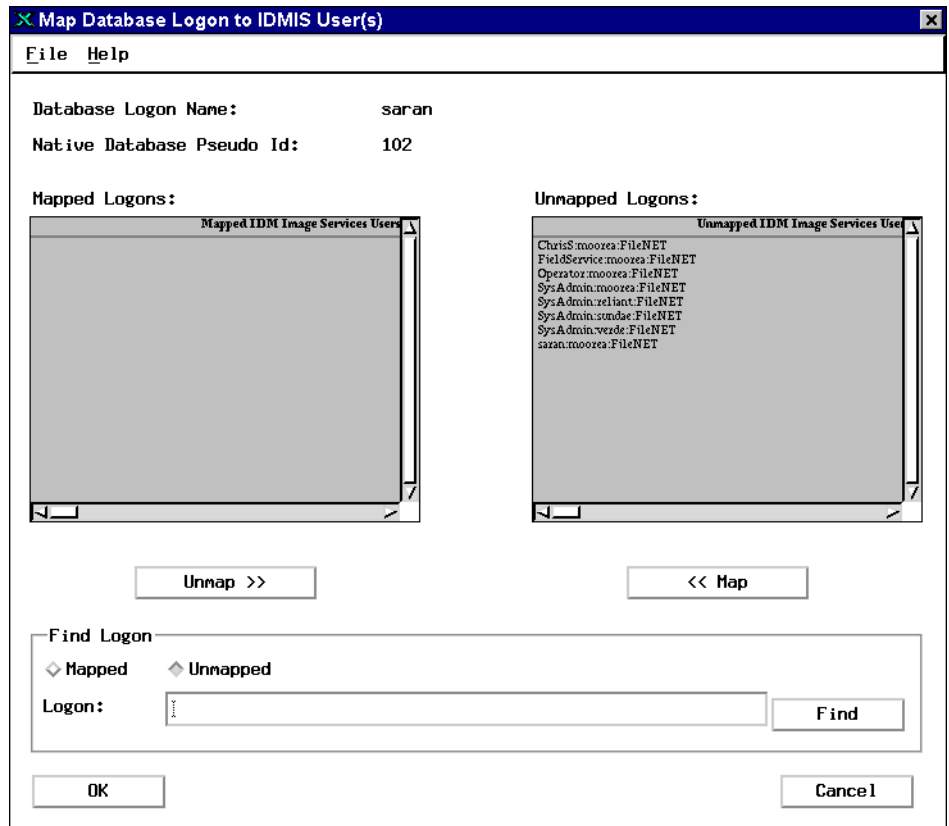 Map Database Logon to IDMIS User(s)
File Help
Database Logon Name: saran
Native Database Pseudo Id: 102
Mapped Logons:
Mapped IDM Image Services Users
Unmapped Logons:
Unmapped IDM Image Services Use
ChrisS:moorea:FileNET
FieldService:moorea:FileNET
Operator:moorea:FileNET
SysAdmin:moorea:FileNET
SysAdmin:reliant:FileNET
SysAdmin:sundae:FileNET
SysAdmin:verde:FileNET
saran:moorea:FileNET
Unmap >>
<< Map
Find Logon
Mapped Unmapped
Logon:
Find
OK
Cancel